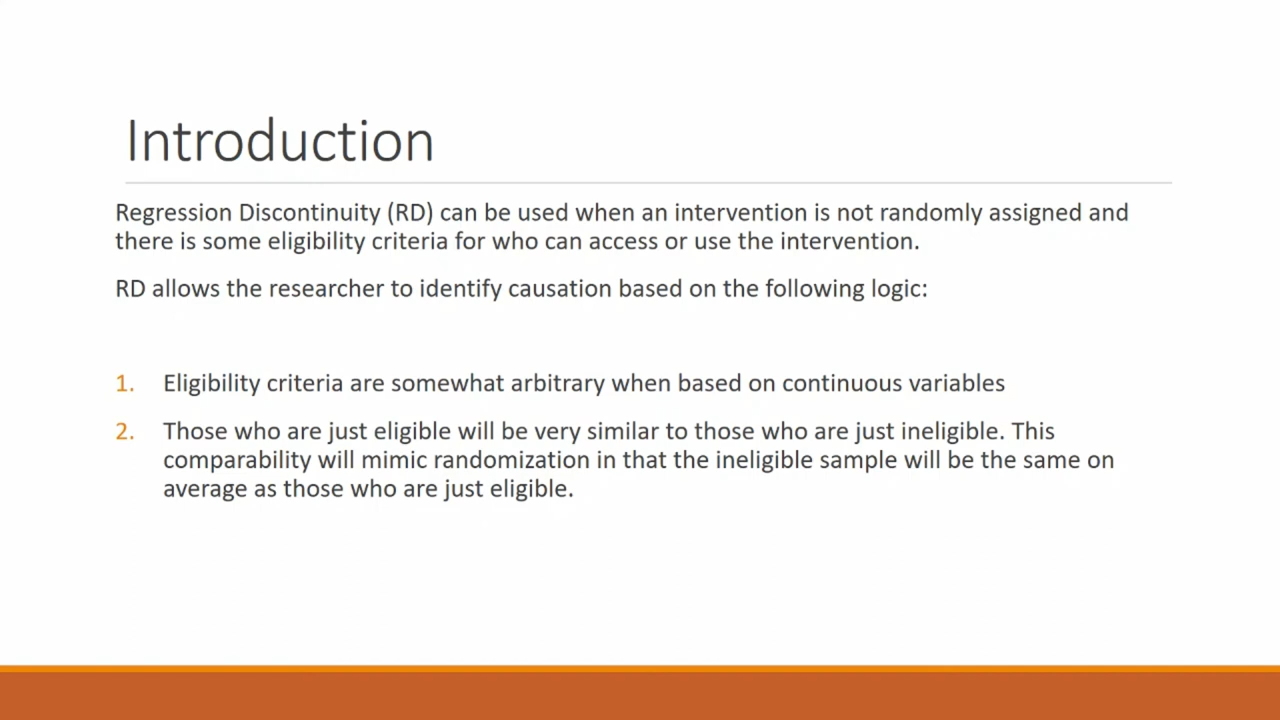 Introduction
Regression Discontinuity (RD) can be used when an intervention is not randomly assigned and
there is some eligibility criteria for who can access or use the intervention.
RD allows the researcher to identify causation based on the following logic:
1. Eligibility criteria are somewhat arbitrary when based on continuous variables
2. Those who are just eligible will be very similar to those who are just ineligible. This
comparability will mimic randomization in that the ineligible sample will be the same on
average as those who are just eligible.